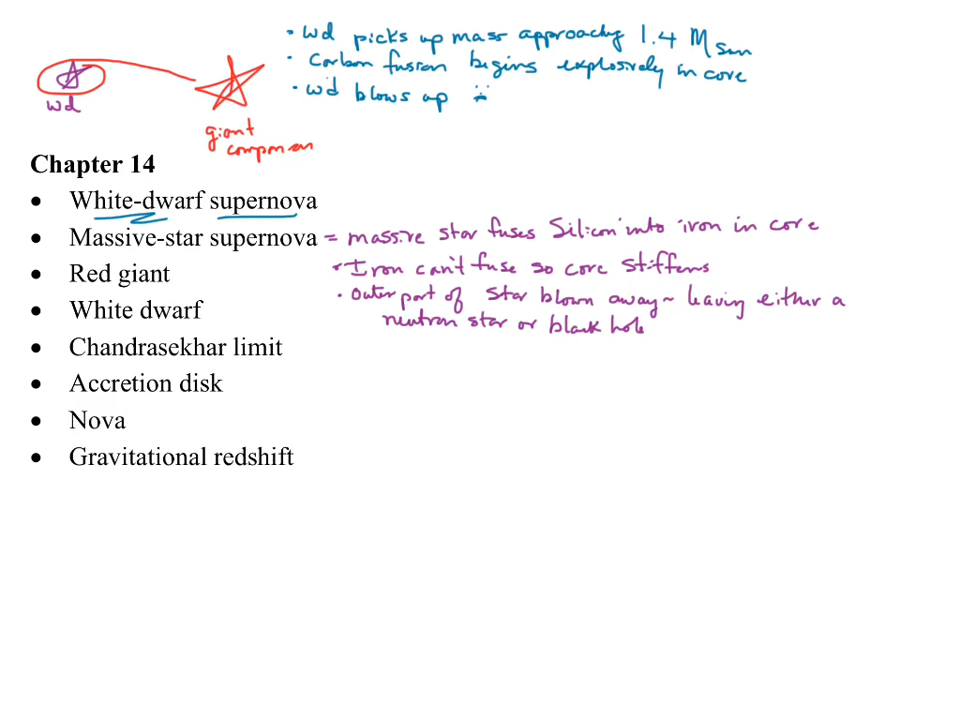 • wd picks up mass approachg 1.4 M sun
• Carbon fusion begins explosively in core
• wd blows up
wd
giant
companion
Chapter 14
• White-dwarf supernova
• Massive-star supernova = massive star fuses Silicon into iron in core
• Iron can't fuse so core stiffens
• Outer part of star blown away ~ leaving either a
neutron star or black hole
• Red giant
• White dwarf
• Chandrasekhar limit
• Accretion disk
• Nova
• Gravitational redshift